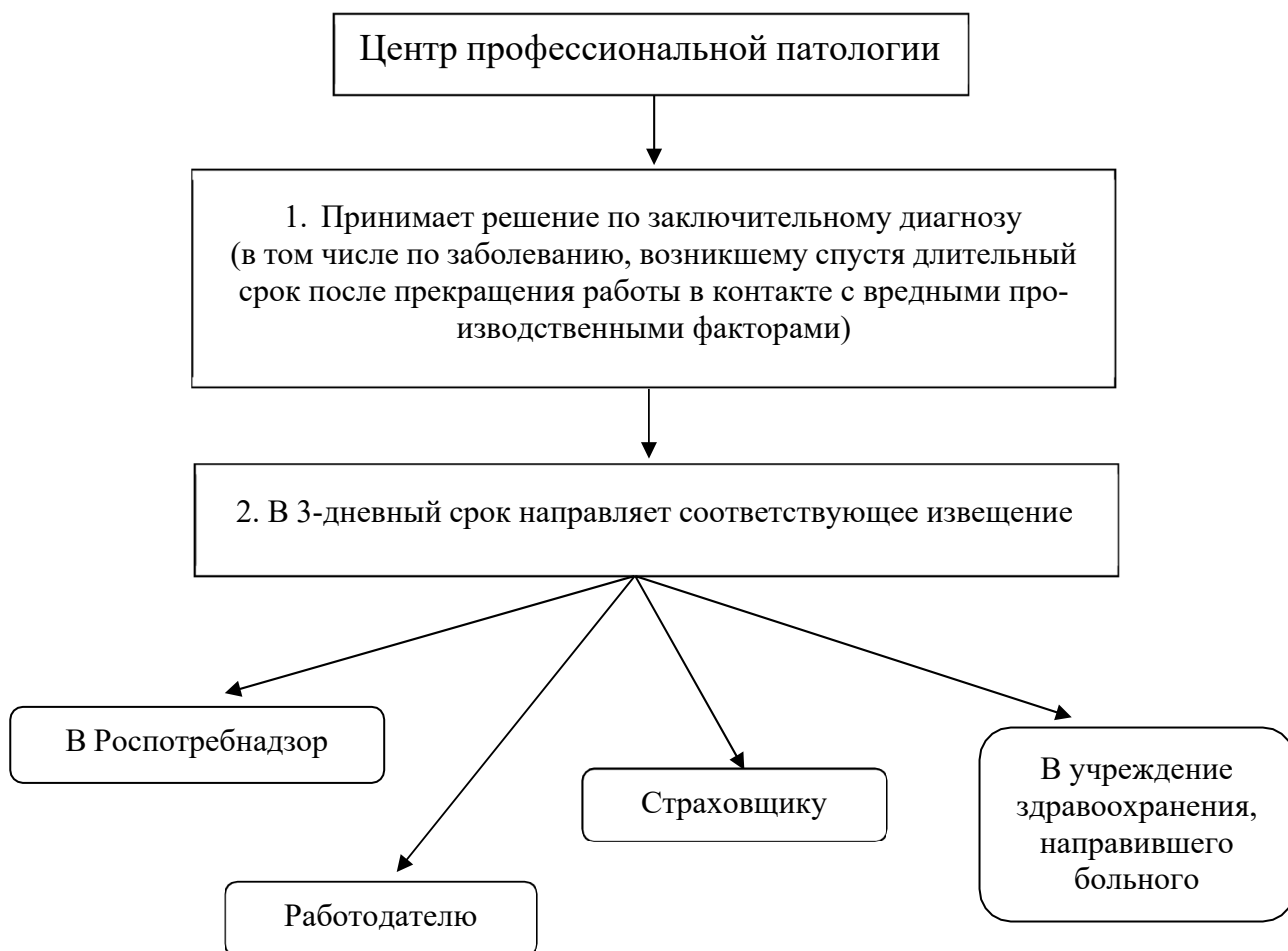 Центр профессиональной патологии
1. Принимает решение по заключительному диагнозу
(в том числе по заболеванию, возникшему спустя длительный
срок после прекращения работы в контакте с вредными про-
изводственными факторами)
2. В 3-дневный срок направляет соответствующее извещение
В Роспотребнадзор
Работодателю
Страховщику
В учреждение
здравоохранения,
направившего
больного